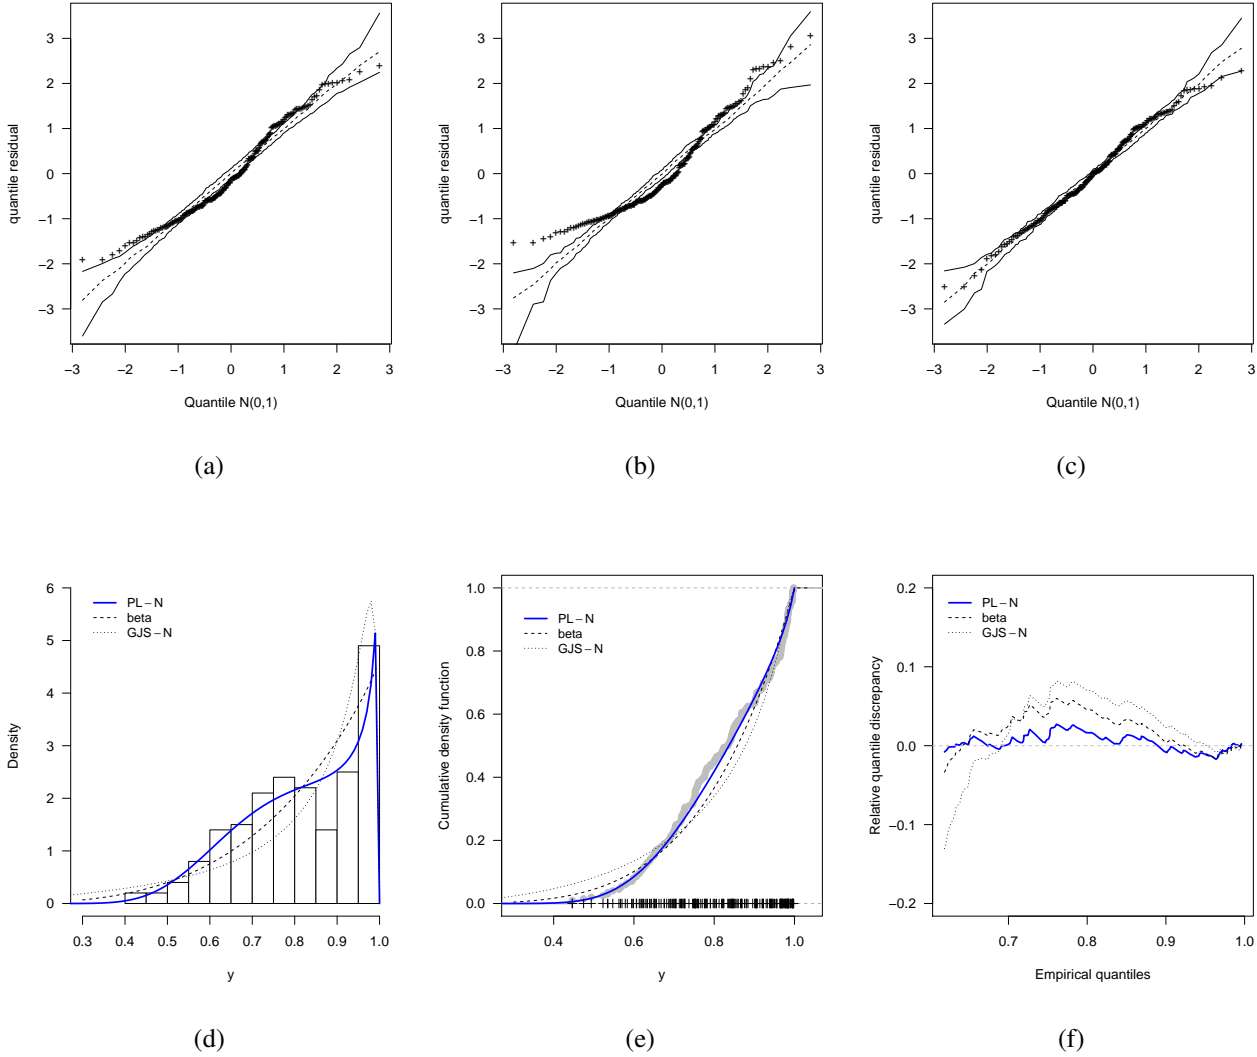 quantile residual
3
2
1
0
−1
−2
−3
−3 −2 −1 0 1 2 3
Quantile N(0,1)
(a)
quantile residual
3
2
1
0
−1
−2
−3
−3 −2 −1 0 1 2 3
Quantile N(0,1)
(b)
quantile residual
3
2
1
0
−1
−2
−3
−3 −2 −1 0 1 2 3
Quantile N(0,1)
(c)
Density
6
5
4
3
2
1
0
PL−N
beta
GJS−N
0.3 0.4 0.5 0.6 0.7 0.8 0.9 1.0
y
(d)
Cumulative density function
1.0
0.8
0.6
0.4
0.2
0.0
PL−N
beta
GJS−N
0.4 0.6 0.8 1.0
y
(e)
Relative quantile discrepancy
0.2
0.1
0.0
−0.1
−0.2
PL−N
beta
GJS−N
0.7 0.8 0.9 1.0
Empirical quantiles
(f)